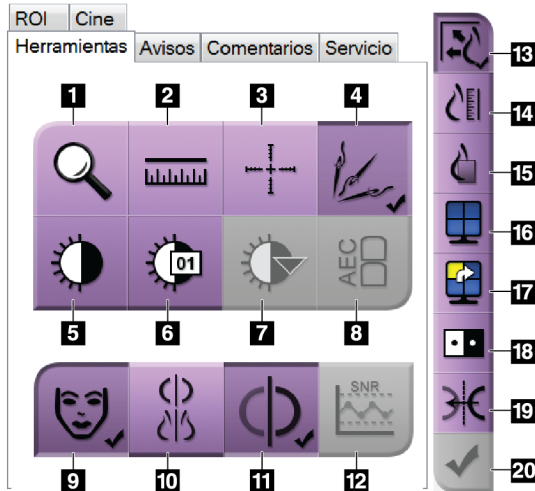 ROI Cine
Herramientas Avisos Comentarios Servicio
1 2 3 4
01
AEC
5 6 7 8
SNR
9 10 11 12
13
14
15
16
17
18
19
20